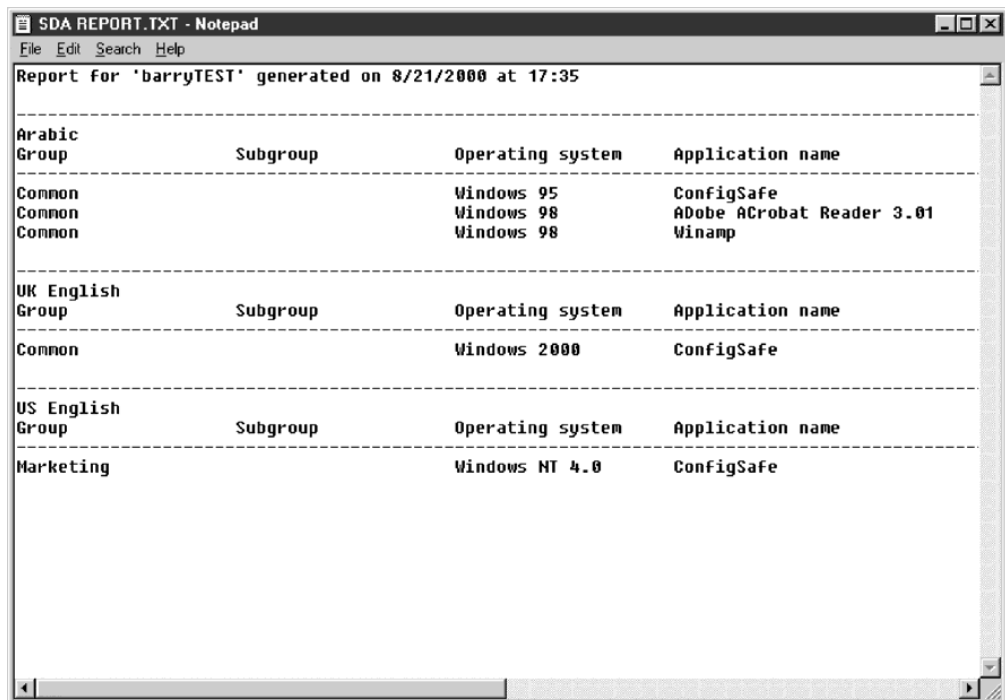 SDA REPORT.TXT - Notepad
File Edit Search Help
Report for 'barryTEST' generated on 8/21/2000 at 17:35
Arabic
Group Subgroup Operating system Application name
Common Windows 95 ConfigSafe
Common Windows 98 ADobe ACrobat Reader 3.01
Common Windows 98 Winamp
UK English
Group Subgroup Operating system Application name
Common Windows 2000 ConfigSafe
US English
Group Subgroup Operating system Application name
Marketing Windows NT 4.0 ConfigSafe